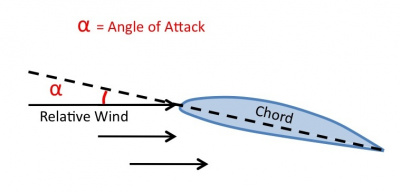 α = Angle of Attack
α
Relative Wind
Chord